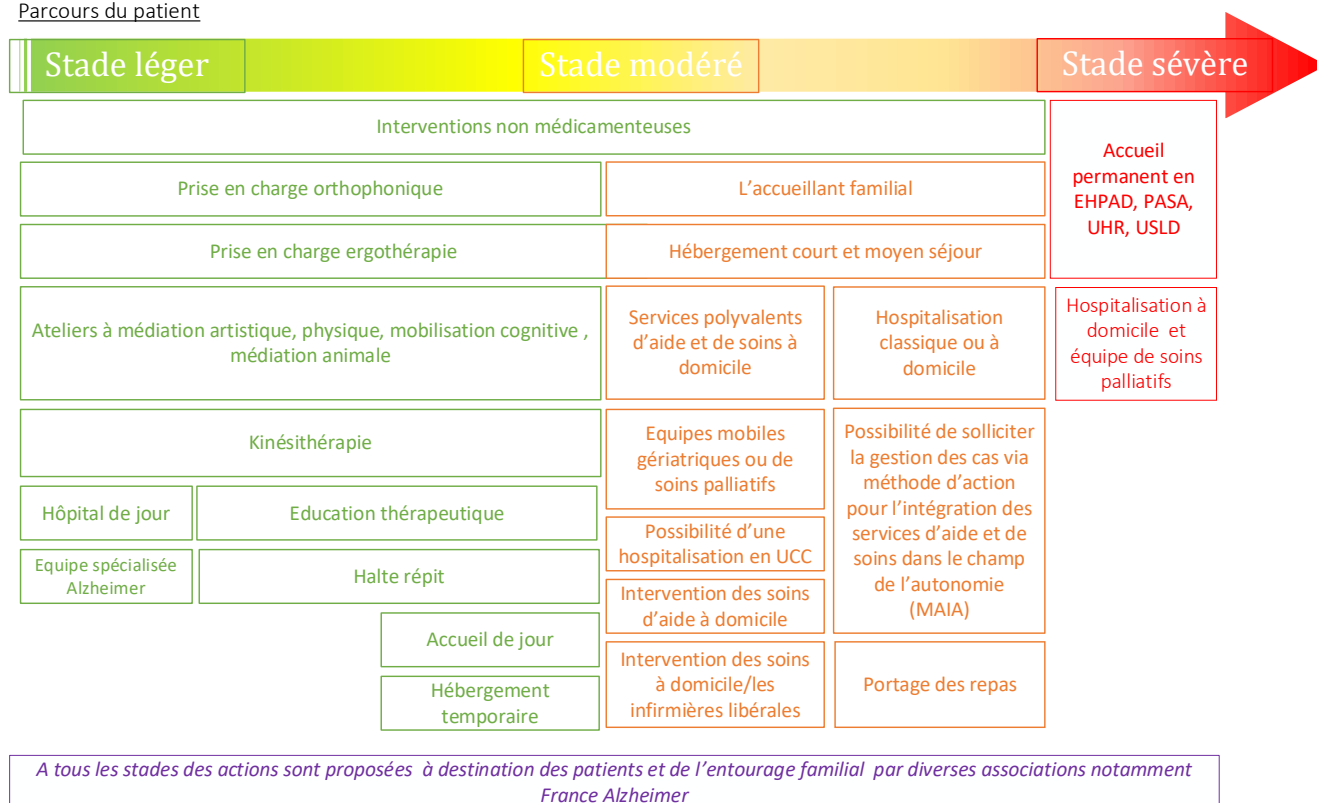 Parcours du patient
Stade léger
Stade modéré
Stade sévère
Interventions non médicamenteuses
Accueil
permanent en
EHPAD, PASA,
UHR, USLD
Prise en charge orthophonique
L’accueillant familial
Prise en charge ergothérapie
Hébergement court et moyen séjour
Ateliers à médiation artistique, physique, mobilisation cognitive ,
médiation animale
Services polyvalents
d’aide et de soins à
domicile
Hospitalisation
classique ou à
domicile
Hospitalisation à
domicile et
équipe de soins
palliatifs
Kinésithérapie
Equipes mobiles
gériatriques ou de
soins palliatifs
Possibilité de solliciter
la gestion des cas via
méthode d’action
pour l’intégration des
services d’aide et de
soins dans le champ
de l’autonomie
(MAIA)
Hôpital de jour
Education thérapeutique
Possibilité d’une
hospitalisation en UCC
Equipe spécialisée
Alzheimer
Halte répit
Intervention des soins
d’aide à domicile
Accueil de jour
Intervention des soins
à domicile/les
infirmières libérales
Portage des repas
Hébergement
temporaire
A tous les stades des actions sont proposées à destination des patients et de l’entourage familial par diverses associations notamment
France Alzheimer